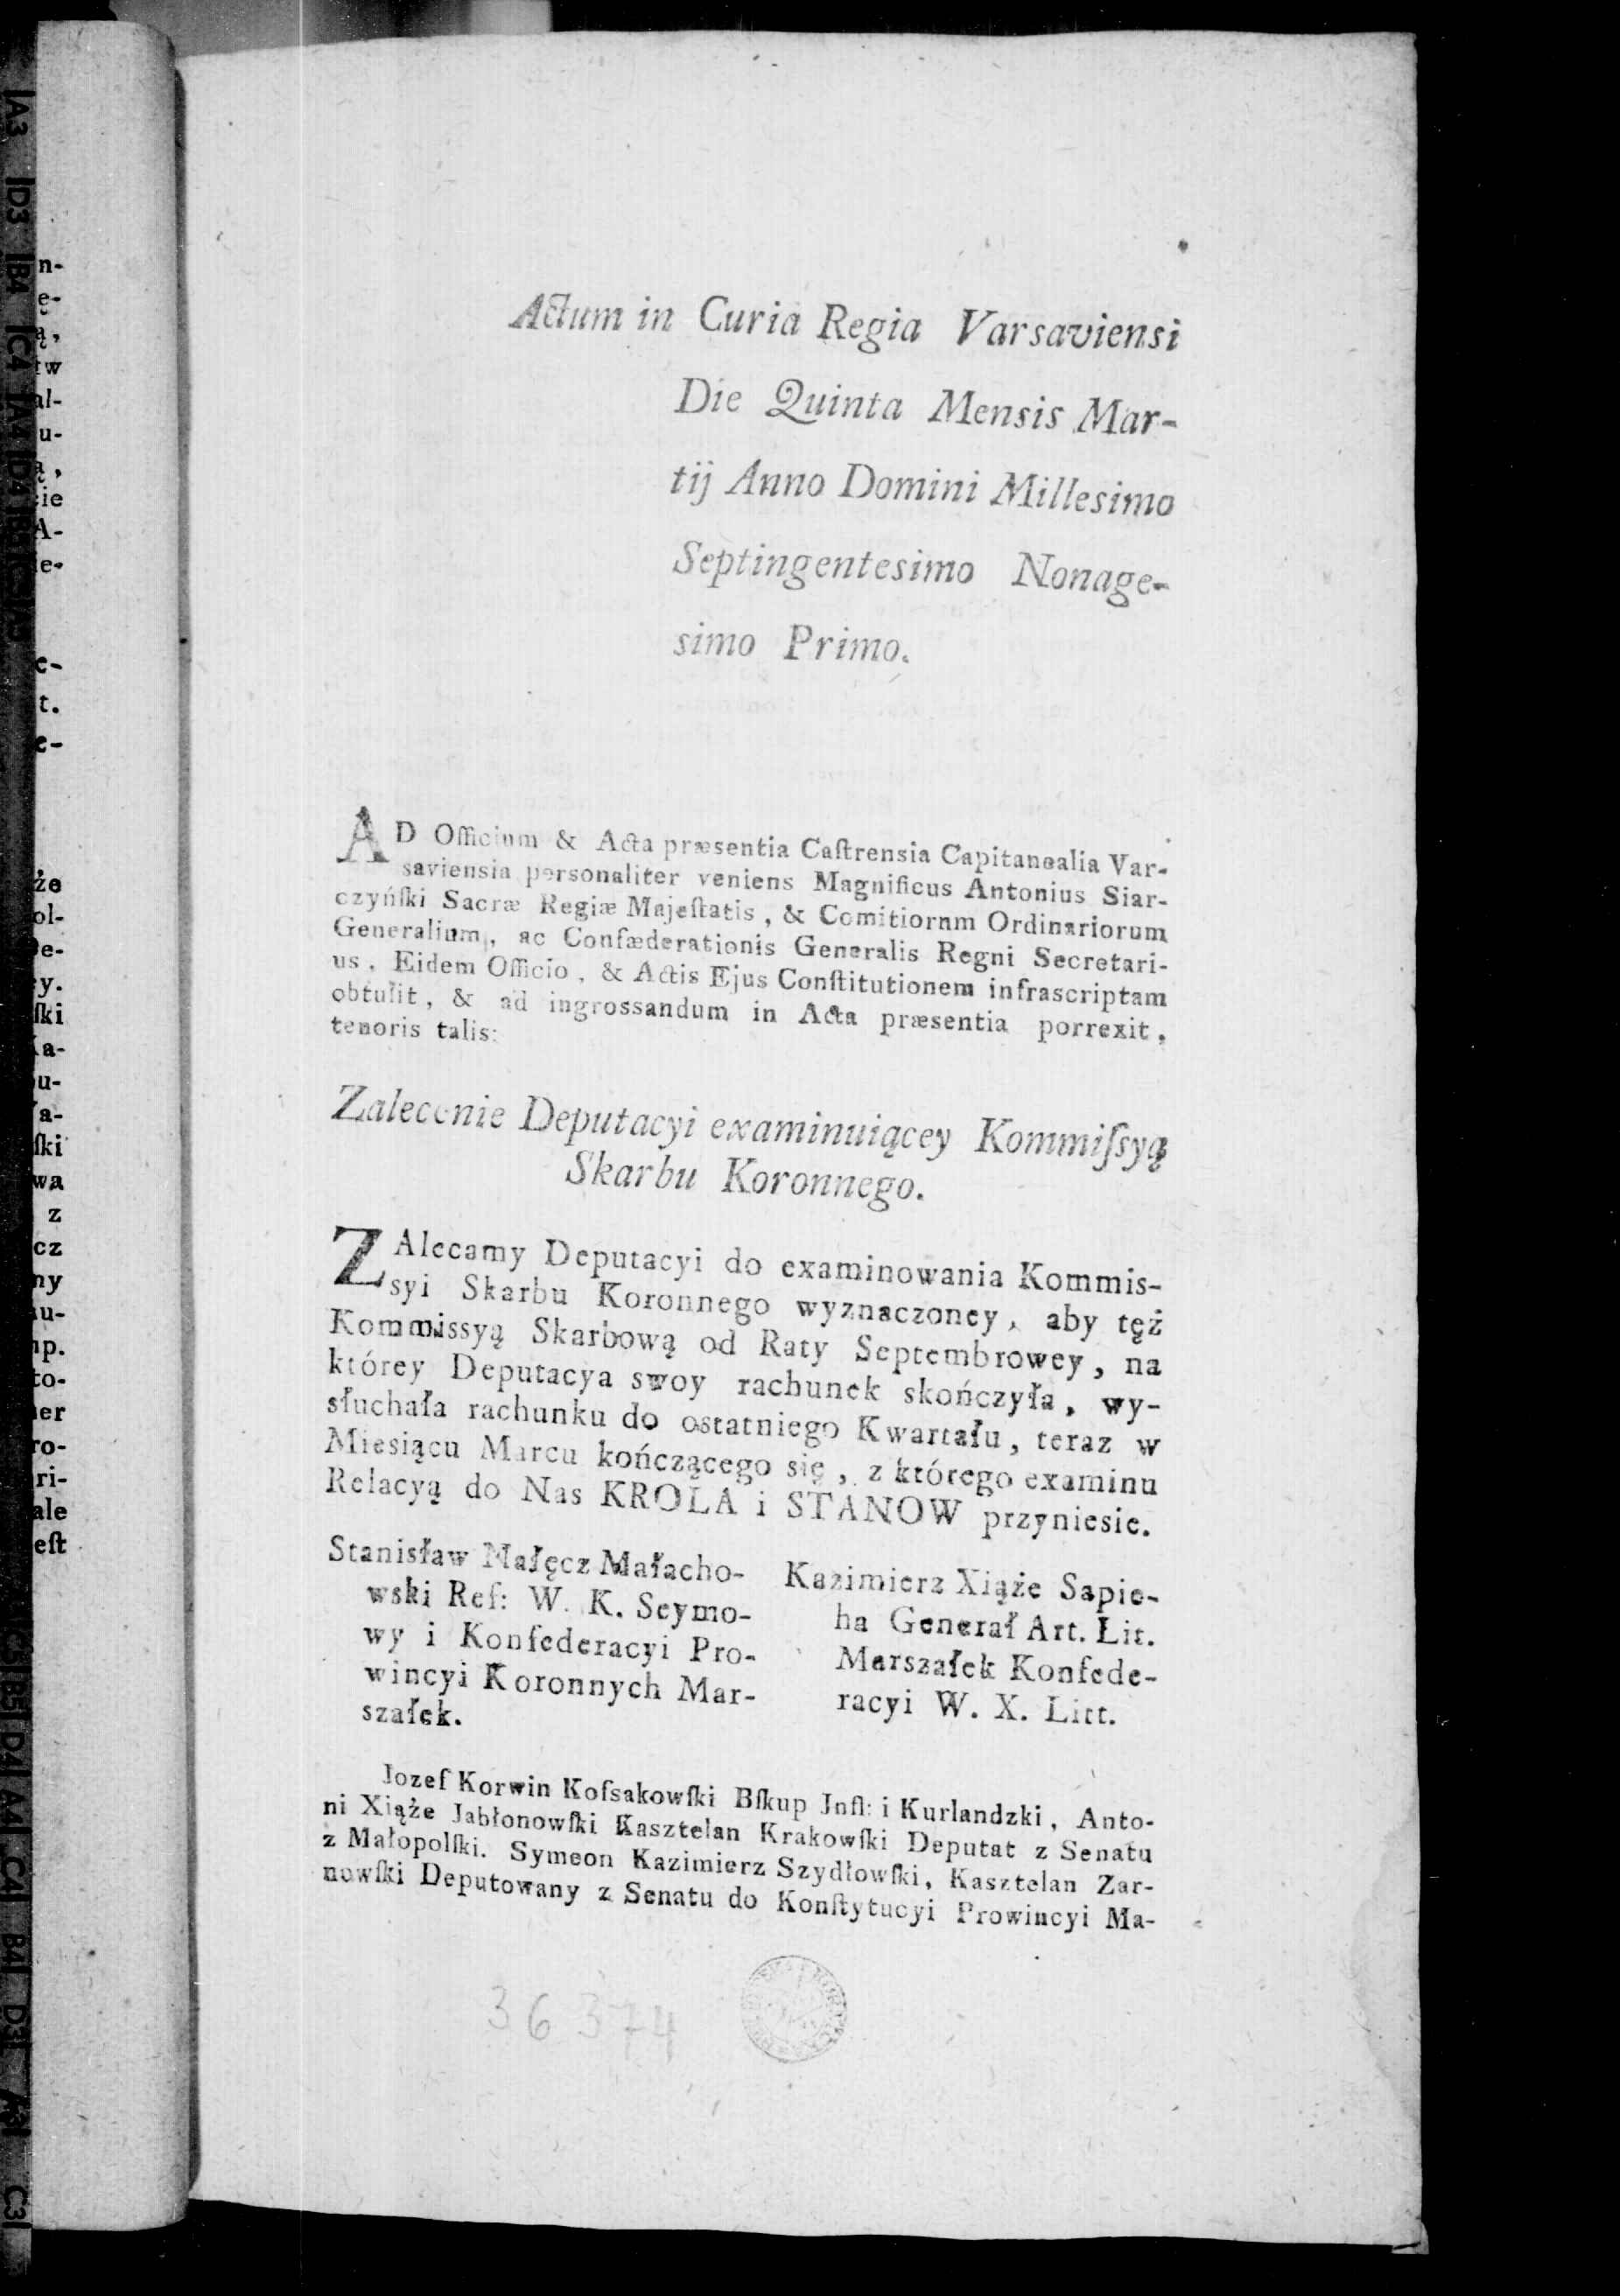 Actum in Curia Regia Varsaviensi
Die Quinta Mensis Mar-
tij Anno Domini Millesimo
Septingentesimo Nonage-
simo Primo.
AD Officium & Acta præsentia Caſtrensia Capitanealia Var-
saviensia personaliter veniens Magnificus Antonius Siar-
czyńſki Sacræ Regiæ Majeſtatis, & Comitiornm Ordinariorum
Generalium, ac Confæderationis Generalis Regni Secretari-
us, Eidem Officio, & Actis Ejus Conſtitutionem infrascriptam
obtulit, & ad ingrossandum in Acta præsentia porrexit,
tenoris talis:
Zalecenie Deputacyi examinuiącey Kommiſsyą
Skarbu Koronnego.
ZAlecamy Deputacyi do examinowania Kommis-
syi Skarbu Koronnego wyznaczoney, aby tęż
Kommissyą Skarbową od Raty Septembrowey, na
którey Deputacya swoy rachunek skończyła, wy-
słuchała rachunku do ostatniego Kwartału, teraz w
Miesiącu Marcu kończącego się, z którego examinu
Relacyą do Nas KROLA i STANOW przyniesie.
Stanisław Nałęcz Małacho-
wski Ref: W. K. Seymo-
wy i Konfederacyi Pro-
wincyi Koronnych Mar-
szałek.
Kazimierz Xiąże Sapie-
ha Generał Art. Lit.
Marszałek Konfede-
racyi W. X. Litt.
Jozef Korwin Koſsakowſki Bſkup Jnfl: i Kurlandzki, Anto-
ni Xiąże Jabłonowſki Kasztelan Krakowſki Deputat z Senatu
z Małopolſki. Symeon Kazimierz Szydłowſki, Kasztelan Żar-
nowſki Deputowany z Senatu do Konſtytucyi Prowincyi Ma-
36374